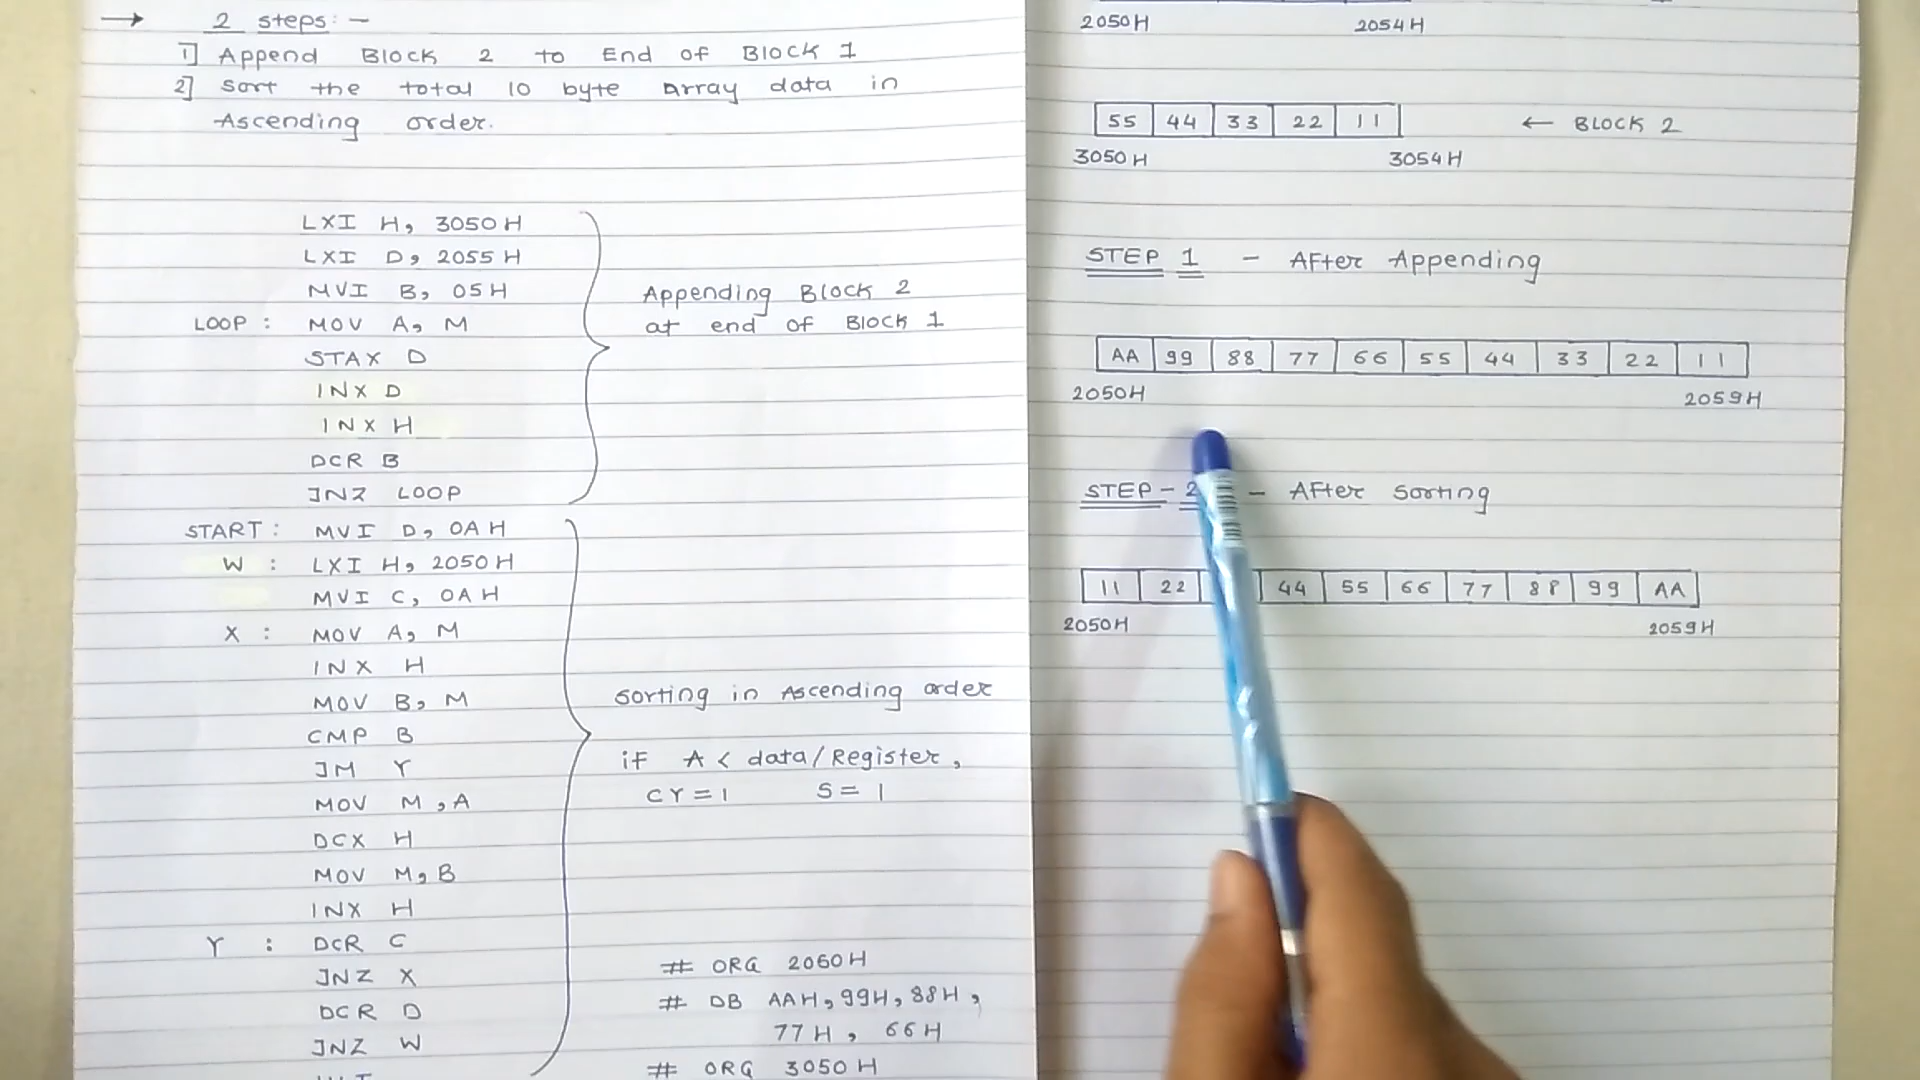 → 2 steps: -
1] Append Block 2 to End of Block 1
2] Sort the total 10 byte array data in
Ascending order.
LXI H, 3050 H
LXI D, 2055 H
MVI B, 05 H
LOOP : MOV A, M
STAX D
INX D
INX H
DCR B
JNZ LOOP
Appending Block 2
at end of Block 1
START : MVI D, 0A H
W : LXI H, 2050 H
MVI C, 0A H
X : MOV A, M
INX H
MOV B, M
CMP B
JM Y
MOV M, A
DCX H
MOV M, B
INX H
Y : DCR C
JNZ X
DCR D
JNZ W
Sorting in Ascending order
if A < data/Register,
CY = 1 S = 1
# ORG 2060 H
# DB AAH, 99H, 88H,
77 H, 66 H
# ORG 3050 H
2050 H 2054 H
55 44 33 22 11 ← BLOCK 2
3050 H 3054 H
STEP 1 - After Appending
AA 99 88 77 66 55 44 33 22 11
2050H 2059H
STEP - 2 - After Sorting
11 22 44 55 66 77 88 99 AA
2050H 2059H